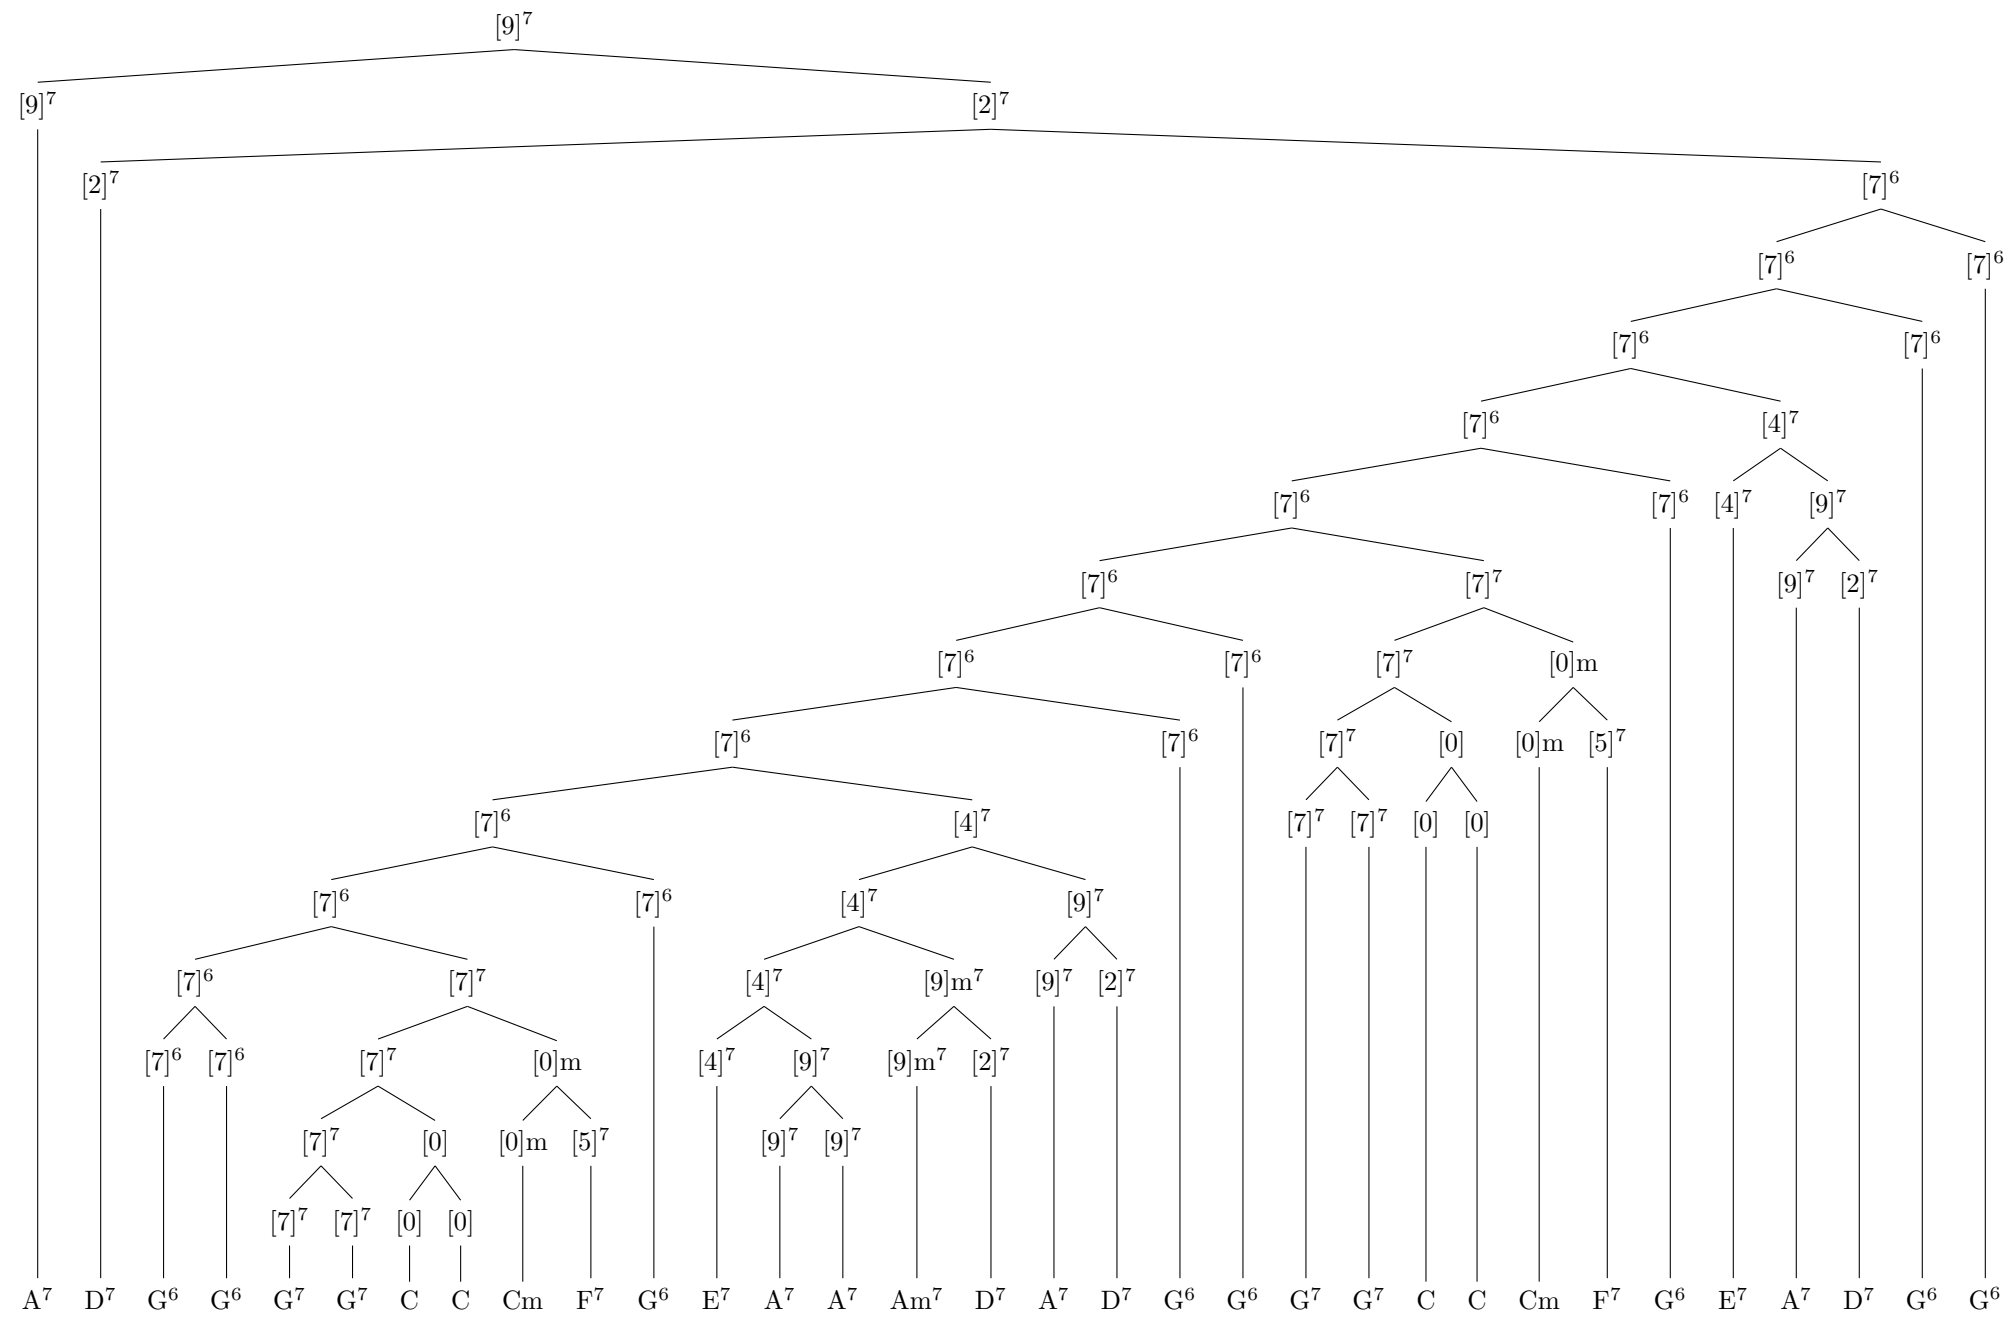 [9]⁷
[9]⁷ [2]⁷
[2]⁷ [7]⁶
[7]⁶ [7]⁶
[7]⁶ [7]⁶
[7]⁶ [4]⁷
[7]⁶ [7]⁶ [4]⁷ [9]⁷
[7]⁶ [7]⁷ [9]⁷ [2]⁷
[7]⁶ [7]⁶ [7]⁷ [0]m
[7]⁶ [7]⁶ [7]⁷ [0] [0]m [5]⁷
[7]⁶ [4]⁷ [7]⁷ [7]⁷ [0] [0]
[7]⁶ [7]⁶ [4]⁷ [9]⁷
[7]⁶ [7]⁷ [4]⁷ [9]m⁷ [9]⁷ [2]⁷
[7]⁶ [7]⁶ [7]⁷ [0]m [4]⁷ [9]⁷ [9]m⁷ [2]⁷
[7]⁷ [0] [0]m [5]⁷ [9]⁷ [9]⁷
[7]⁷ [7]⁷ [0] [0]
A⁷ D⁷ G⁶ G⁶ G⁷ G⁷ C C Cm F⁷ G⁶ E⁷ A⁷ A⁷ Am⁷ D⁷ A⁷ D⁷ G⁶ G⁶ G⁷ G⁷ C C Cm F⁷ G⁶ E⁷ A⁷ D⁷ G⁶ G⁶